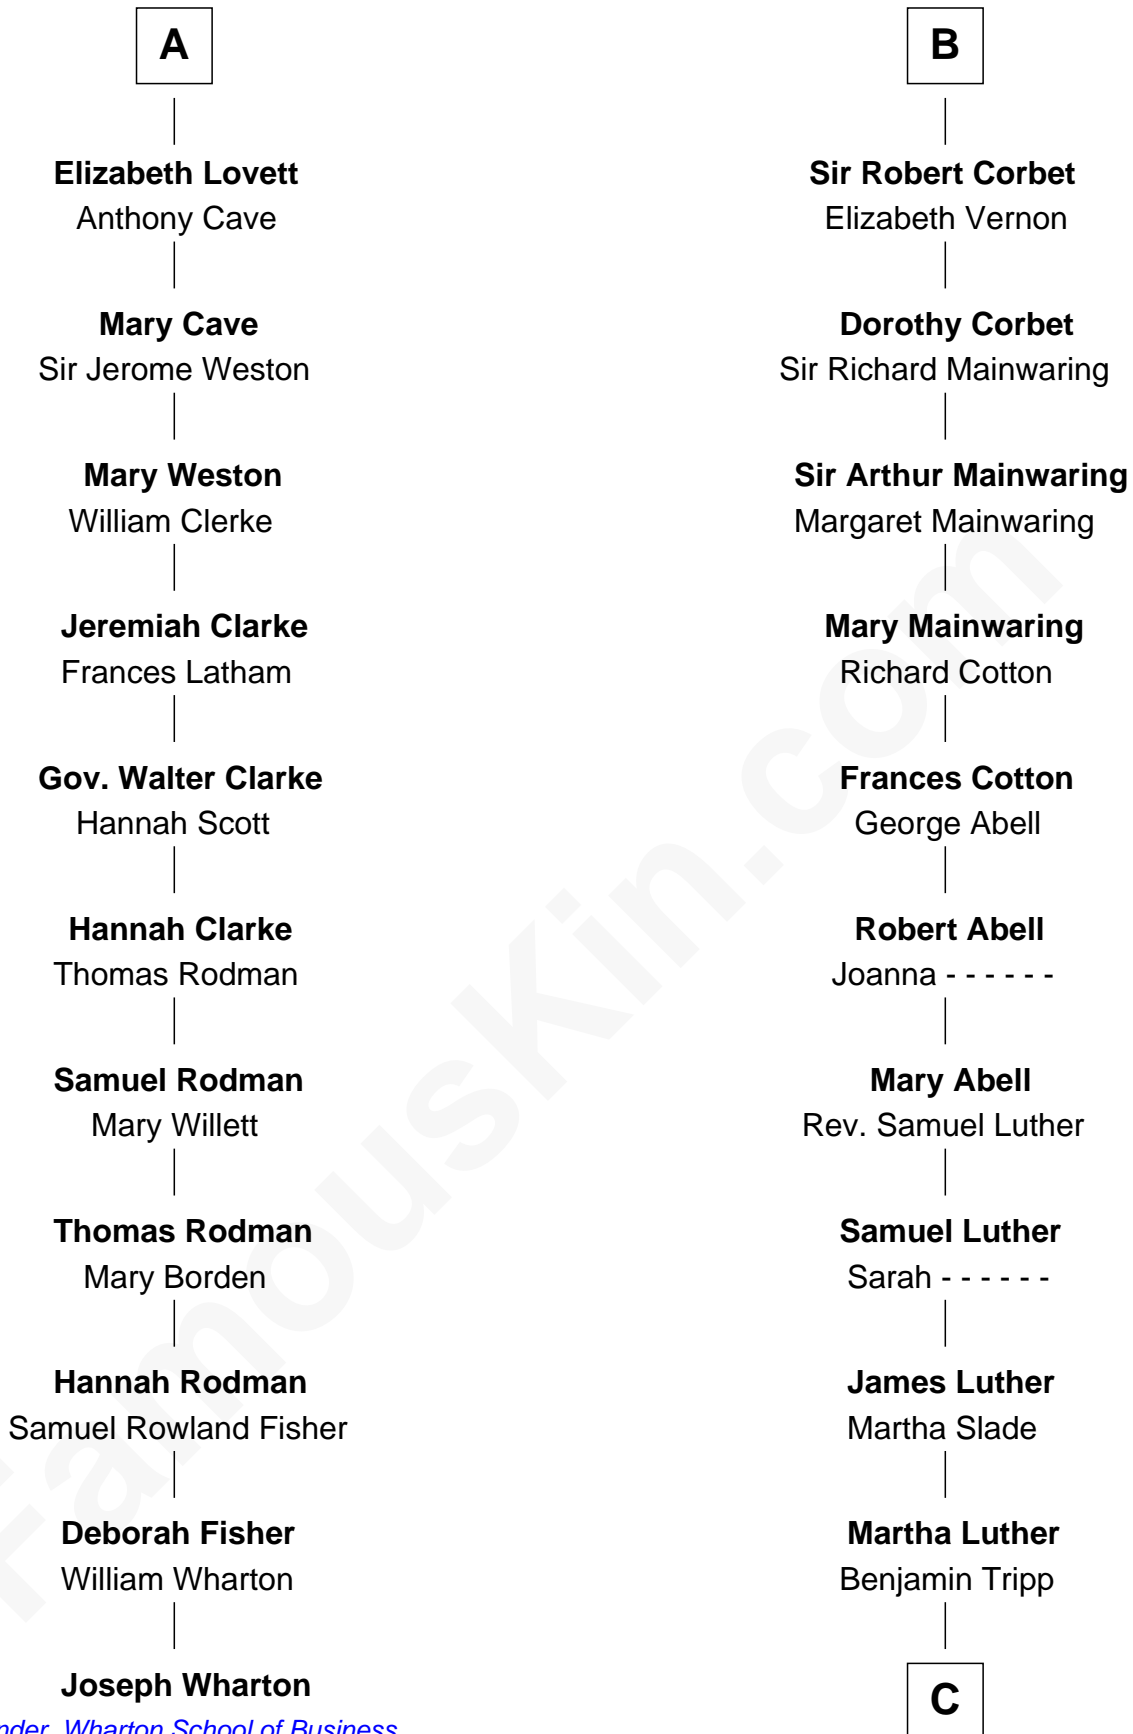 A
Elizabeth Lovett
Anthony Cave
Mary Cave
Sir Jerome Weston
Mary Weston
William Clerke
Jeremiah Clarke
Frances Latham
Gov. Walter Clarke
Hannah Scott
Hannah Clarke
Thomas Rodman
Samuel Rodman
Mary Willett
Thomas Rodman
Mary Borden
Hannah Rodman
Samuel Rowland Fisher
Deborah Fisher
William Wharton
Joseph Wharton
Wharton School of Business
B
Sir Robert Corbet
Elizabeth Vernon
Dorothy Corbet
Sir Richard Mainwaring
Sir Arthur Mainwaring
Margaret Mainwaring
Mary Mainwaring
Richard Cotton
Frances Cotton
George Abell
Robert Abell
Joanna - - - - - -
Mary Abell
Rev. Samuel Luther
Samuel Luther
Sarah - - - - - -
James Luther
Martha Slade
Martha Luther
Benjamin Tripp
C
FamousKin.com